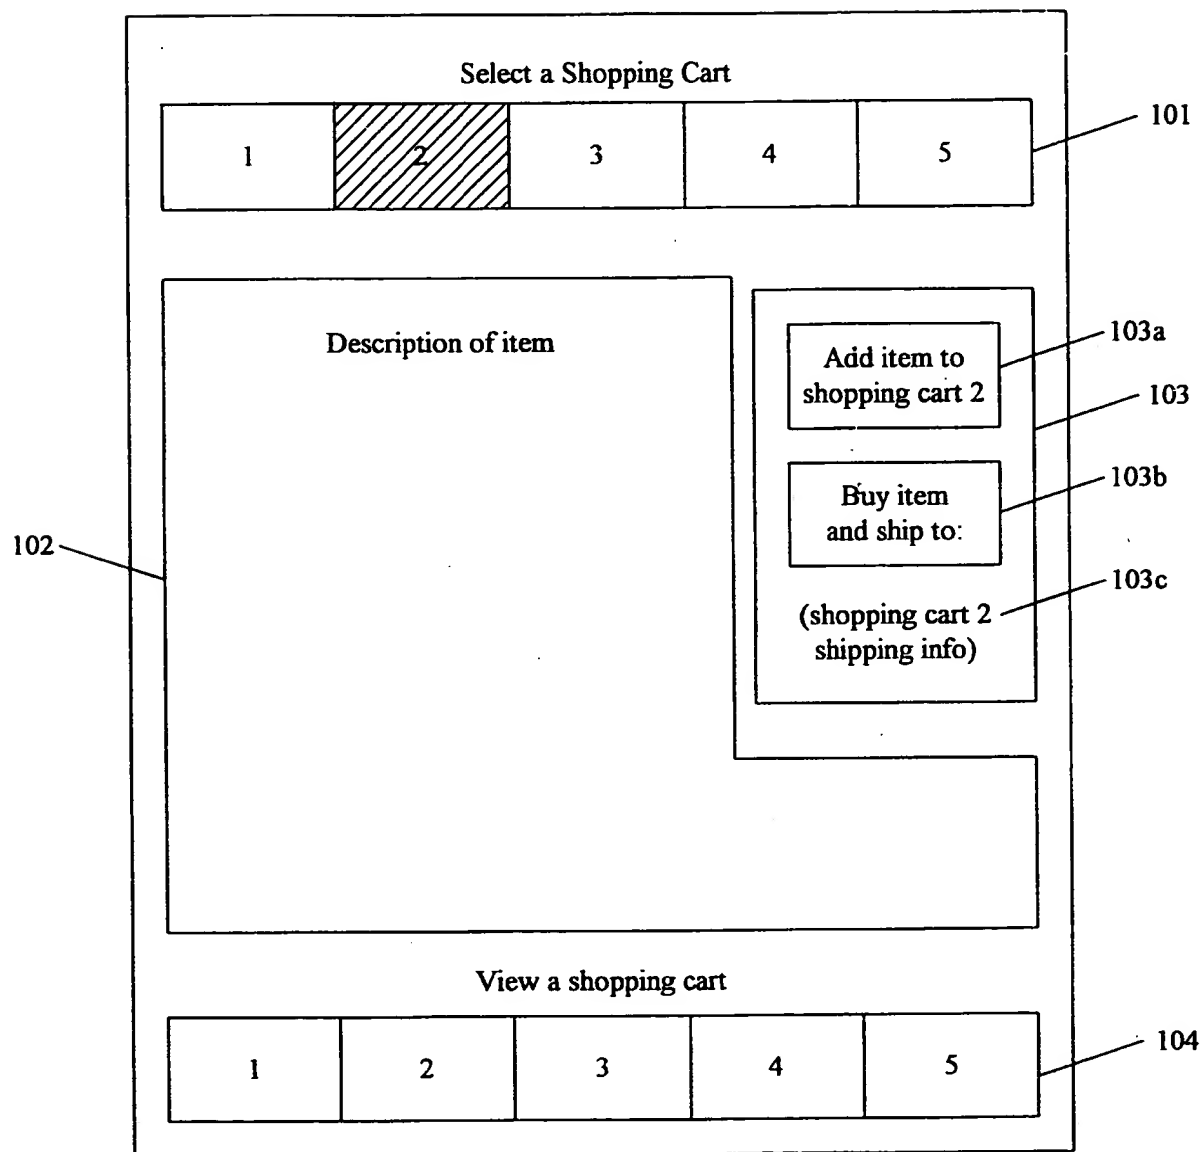 Select a Shopping Cart
1 2 3 4 5
101
Description of item
Add item to
shopping cart 2
103a
103
Buy item
and ship to:
103b
102
103c
(shopping cart 2
shipping info)
View a shopping cart
1 2 3 4 5
104